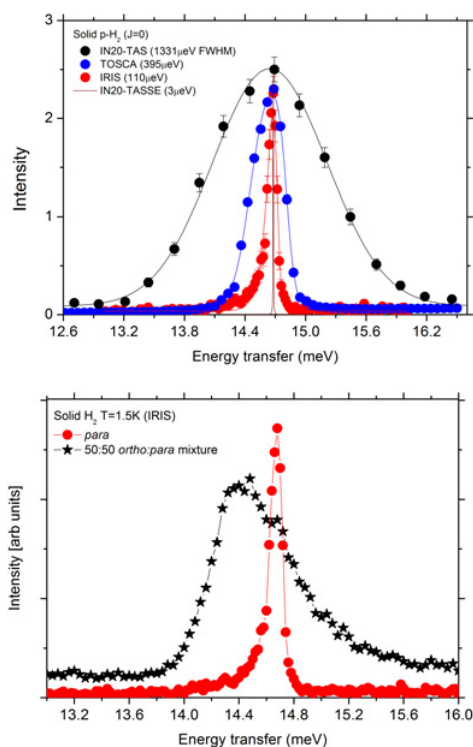 Solid p-H₂ (J=0)
IN20-TAS (1331μeV FWHM)
TOSCA (395μeV)
IRIS (110μeV)
IN20-TASSE (3μeV)
Intensity
3
2
1
0
12.6 13.2 13.8 14.4 15.0 15.6 16.2
Energy transfer (meV)
Solid H₂ T=1.5K (IRIS)
para
50:50 ortho:para mixture
Intensity [arb units]
13.2 13.6 14.0 14.4 14.8 15.2 15.6 16.0
Energy transfer (meV)